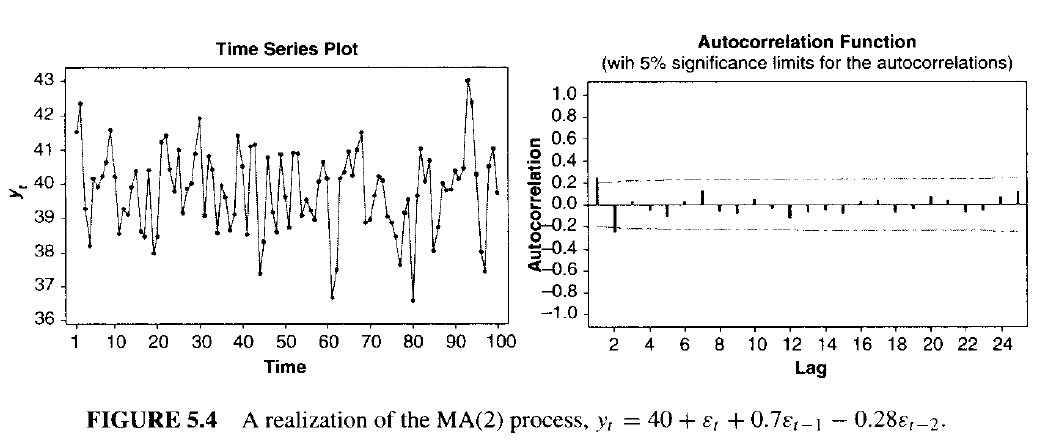 Time Series Plot
43
42
41
40
39
38
37
36
y_t
1 10 20 30 40 50 60 70 80 90 100
Time
Autocorrelation Function
(wih 5% significance limits for the autocorrelations)
1.0
0.8
0.6
0.4
0.2
0.0
−0.2
−0.4
−0.6
−0.8
−1.0
Autocorrelation
2 4 6 8 10 12 14 16 18 20 22 24
Lag
FIGURE 5.4 A realization of the MA(2) process, y_t = 40 + ε_t + 0.7ε_{t−1} − 0.28ε_{t−2}.